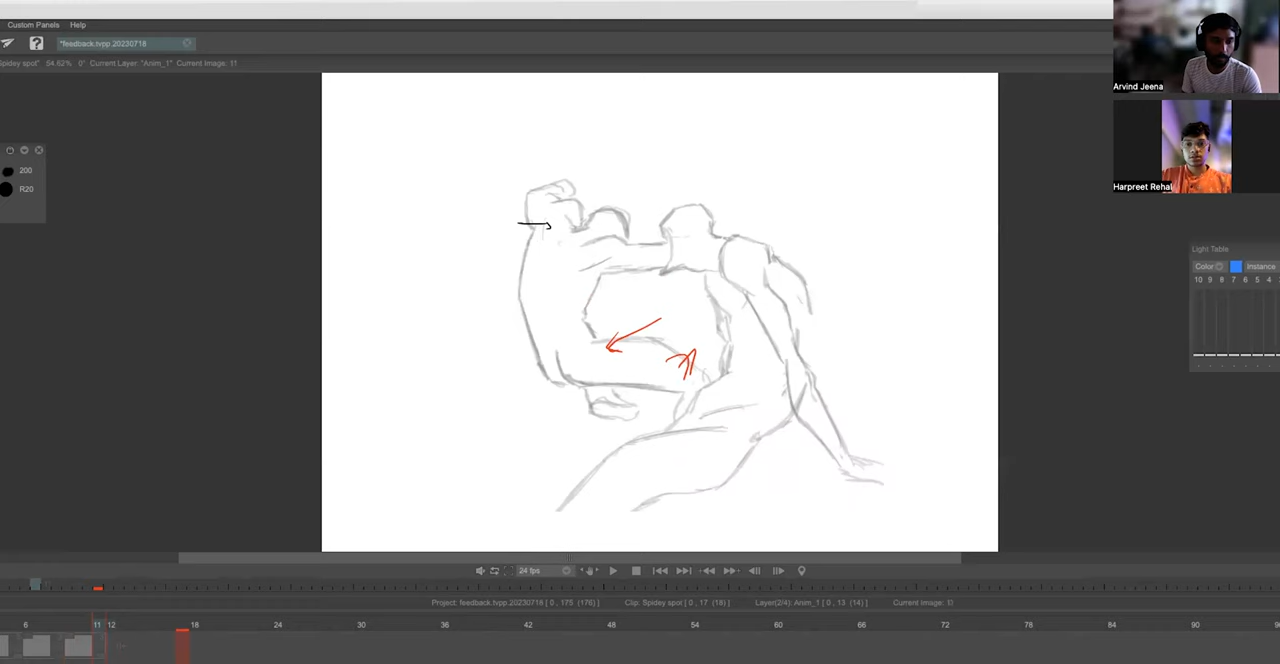 Custom Panels Help
*feedback.tvpp.20230718
Spidey spot" 54.62% 0° Current Layer: "Anim_1" Current Image: 11
Arvind Jeena
200
R20
Harpreet Rehal
Light Table
Color Instance
10 9 8 7 6 5 4
24 fps
Project: feedback.tvpp.20230718 [ 0 , 175 (176) ] Clip: Spidey spot [ 0 , 17 (18) ] Layer(2/4): Anim_1 [ 0 , 13 (14) ] Current Image: 11
6 11 12 18 24 30 36 42 48 54 60 66 72 78 84 90